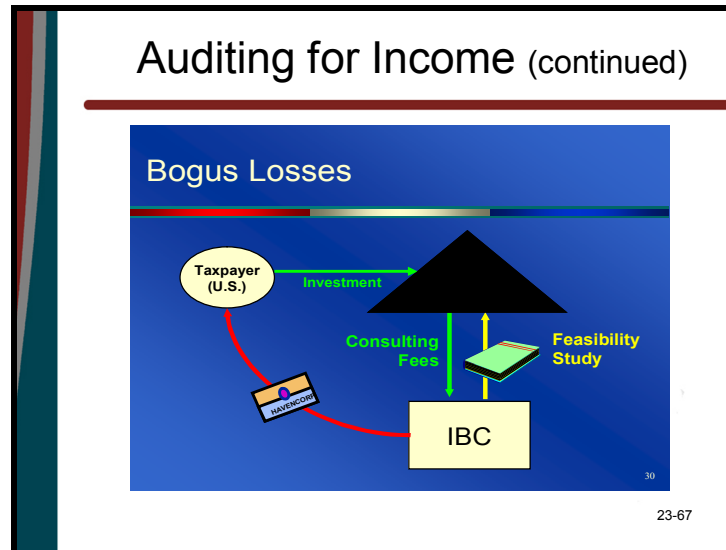 Auditing for Income (continued)
Bogus Losses
Taxpayer
(U.S.)
Investment
Consulting
Fees
Feasibility
Study
HAVENCORP
IBC
30
23-67